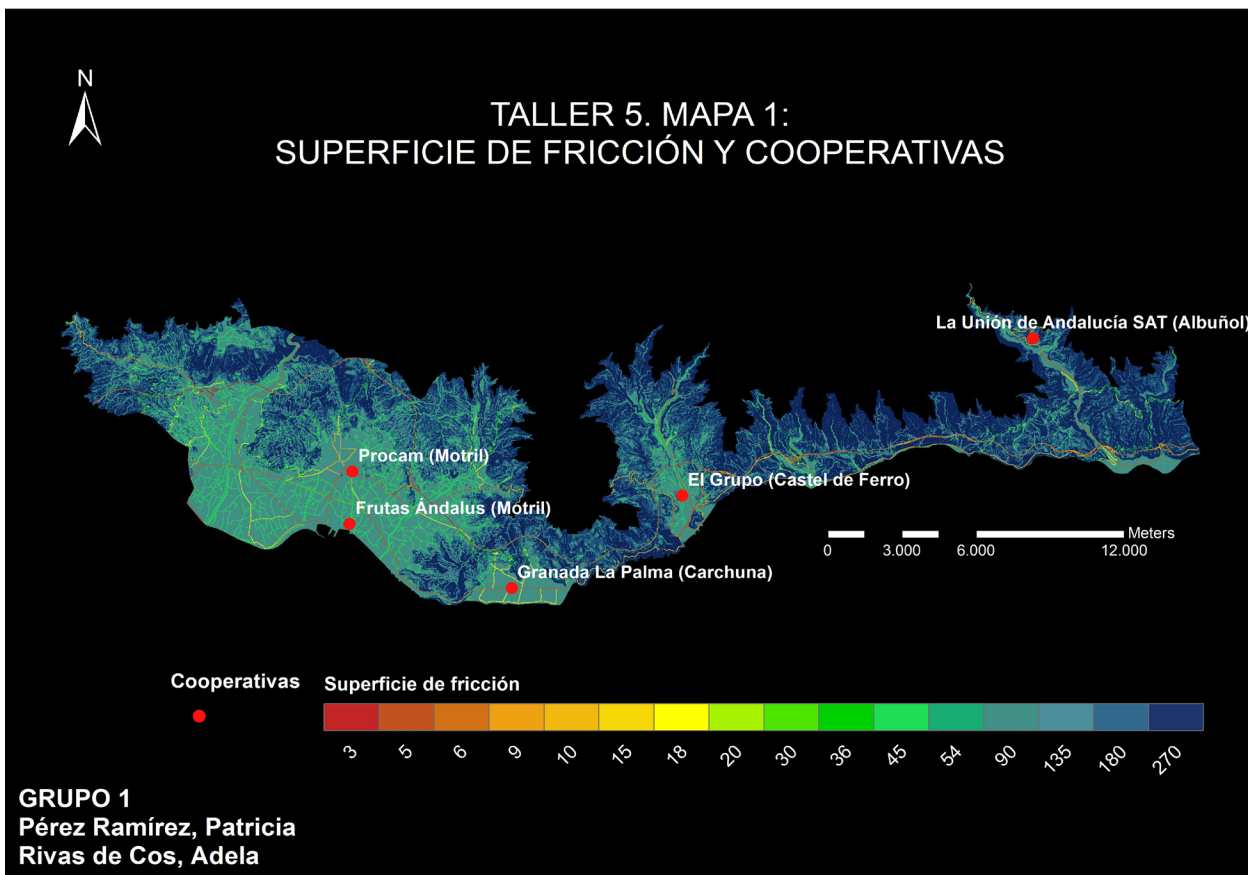 N
TALLER 5. MAPA 1:
SUPERFICIE DE FRICCIÓN Y COOPERATIVAS
La Unión de Andalucía SAT (Albuñol)
Procam (Motril)
El Grupo (Castel de Ferro)
Frutas Ándalus (Motril)
Meters
0 3.000 6.000 12.000
Granada La Palma (Carchuna)
Cooperativas
Superficie de fricción
3 5 6 9 10 15 18 20 30 36 45 54 90 135 180 270
GRUPO 1
Pérez Ramírez, Patricia
Rivas de Cos, Adela